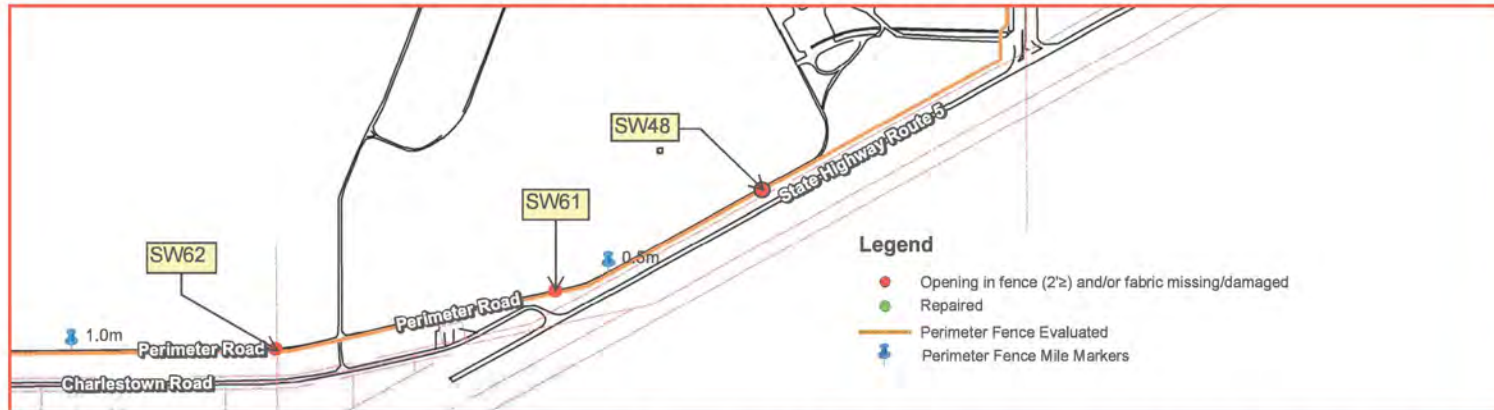 SW48
State Highway Route 5
SW61
SW62
0.5m
Perimeter Road
1.0m
Perimeter Road
Charlestown Road
Legend
Opening in fence (2'≥) and/or fabric missing/damaged
Repaired
Perimeter Fence Evaluated
Perimeter Fence Mile Markers